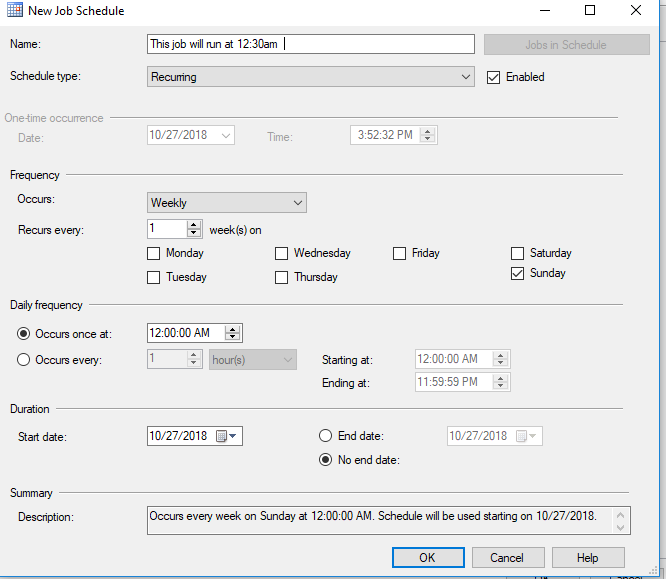 New Job Schedule
Name: This job will run at 12:30am Jobs in Schedule
Schedule type: Recurring Enabled
One-time occurrence
Date: 10/27/2018 Time: 3:52:32 PM
Frequency
Occurs: Weekly
Recurs every: 1 week(s) on
Monday Wednesday Friday Saturday
Tuesday Thursday Sunday
Daily frequency
Occurs once at: 12:00:00 AM
Occurs every: 1 hour(s) Starting at: 12:00:00 AM
Ending at: 11:59:59 PM
Duration
Start date: 10/27/2018 End date: 10/27/2018
No end date:
Summary
Description: Occurs every week on Sunday at 12:00:00 AM. Schedule will be used starting on 10/27/2018.
OK Cancel Help